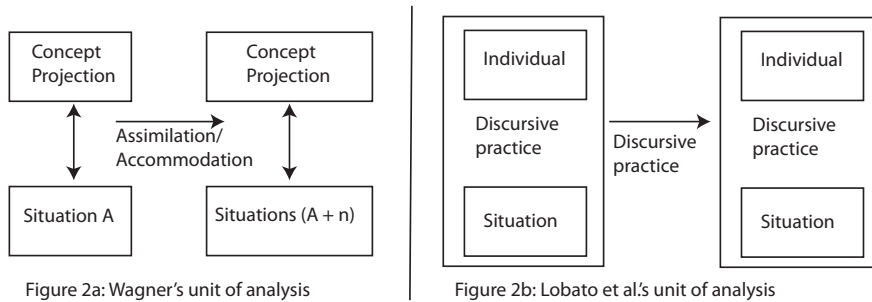 Concept
Projection
Concept
Projection
Assimilation/
Accommodation
Situation A
Situations (A + n)
Figure 2a: Wagner's unit of analysis
Individual
Discursive
practice
Situation
Discursive
practice
Individual
Discursive
practice
Situation
Figure 2b: Lobato et al.'s unit of analysis